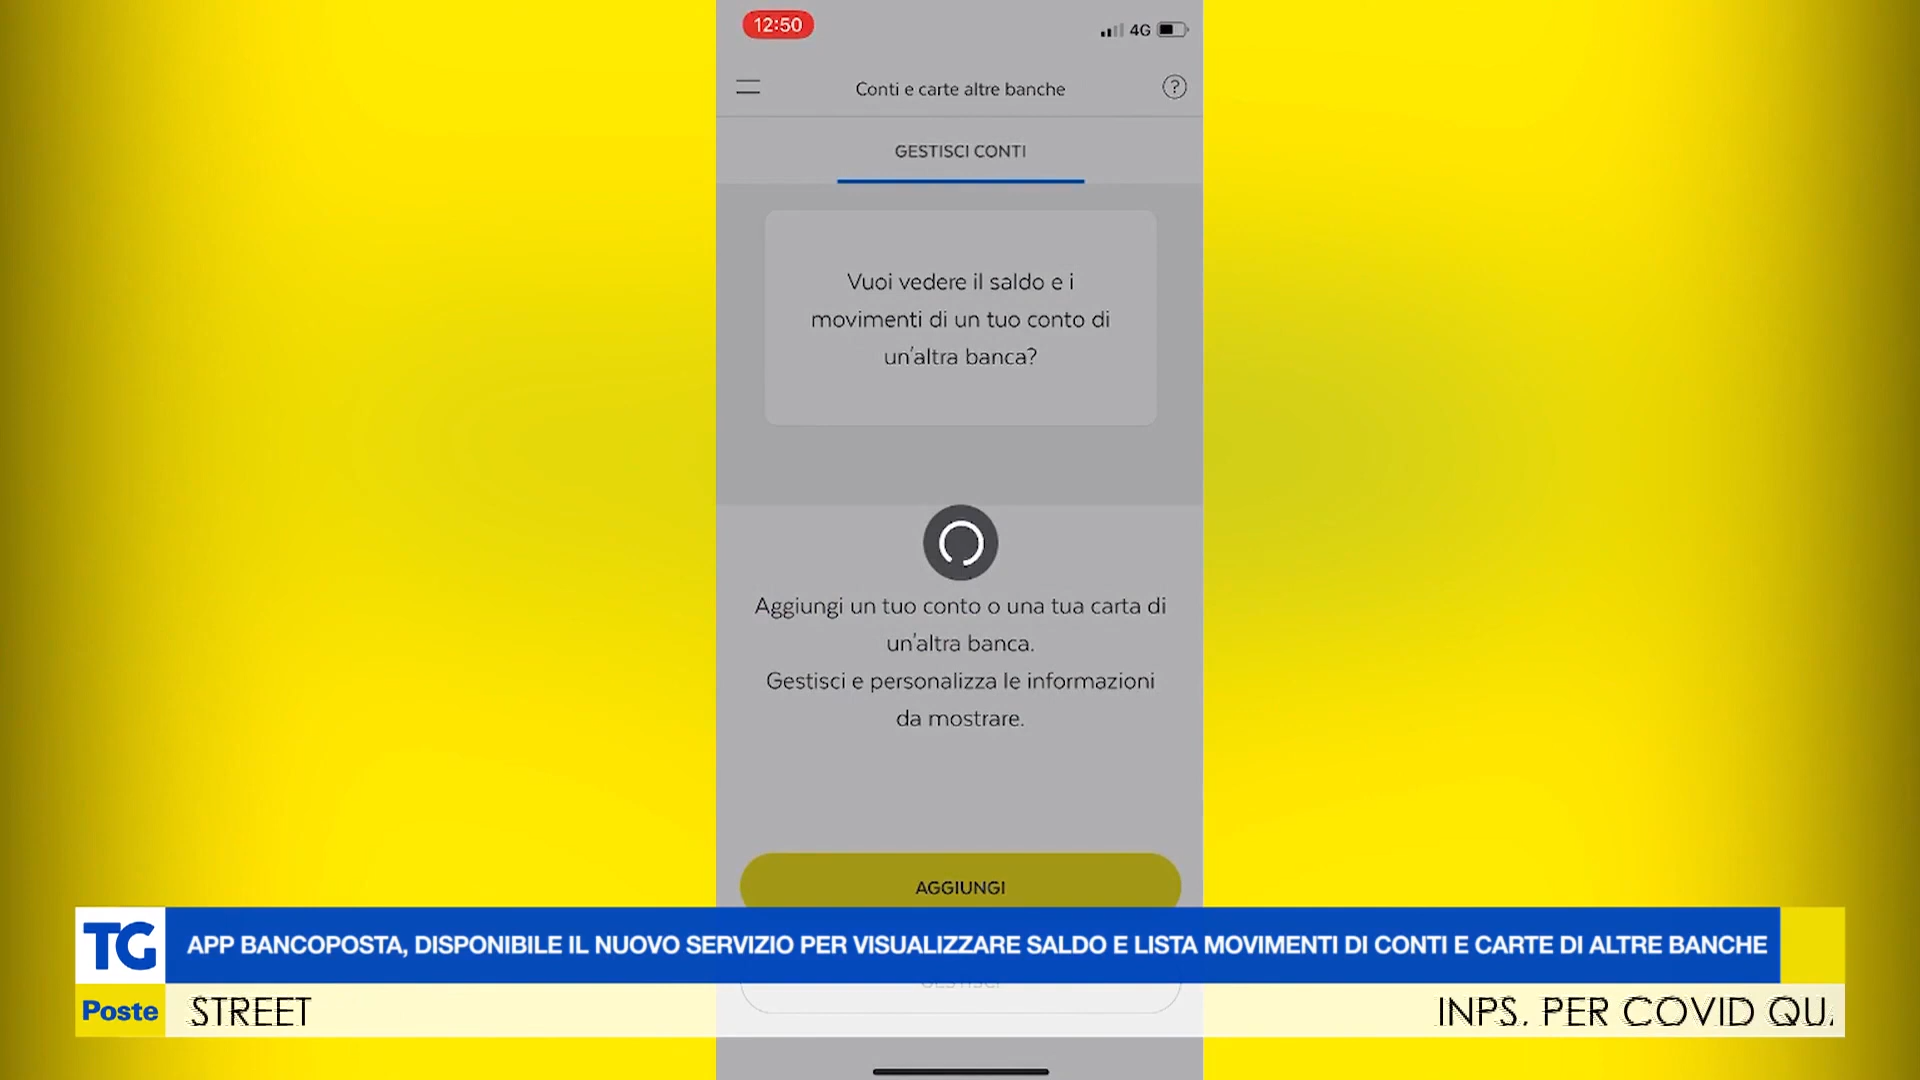 12:50
4G
Conti e carte altre banche
?
GESTISCI CONTI
Vuoi vedere il saldo e i
movimenti di un tuo conto di
un'altra banca?
Aggiungi un tuo conto o una tua carta di
un'altra banca.
Gestisci e personalizza le informazioni
da mostrare.
AGGIUNGI
TG
APP BANCOPOSTA, DISPONIBILE IL NUOVO SERVIZIO PER VISUALIZZARE SALDO E LISTA MOVIMENTI DI CONTI E CARTE DI ALTRE BANCHE
GESTISCI
Poste
STREET
INPS. PER COVID